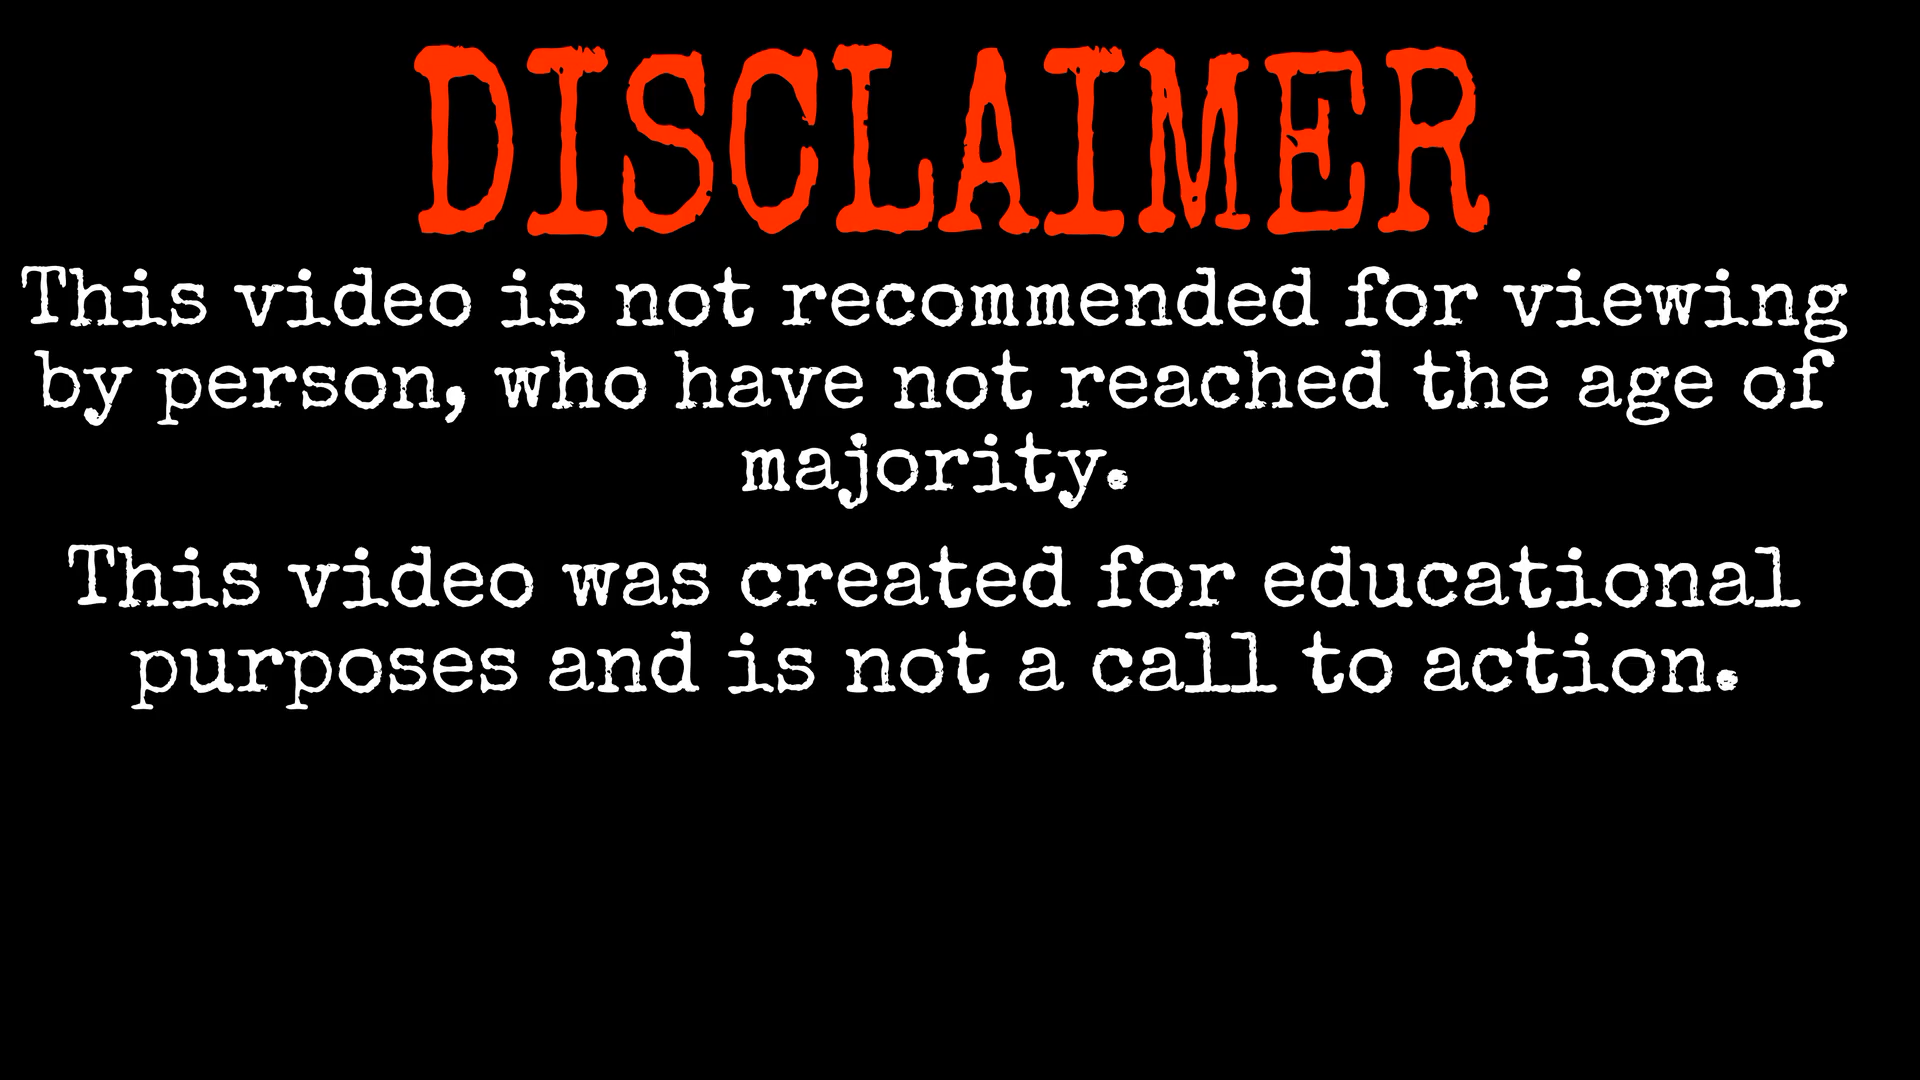 DISCLAIMER
This video is not recommended for viewing
by person, who have not reached the age of
majority.
This video was created for educational
purposes and is not a call to action.